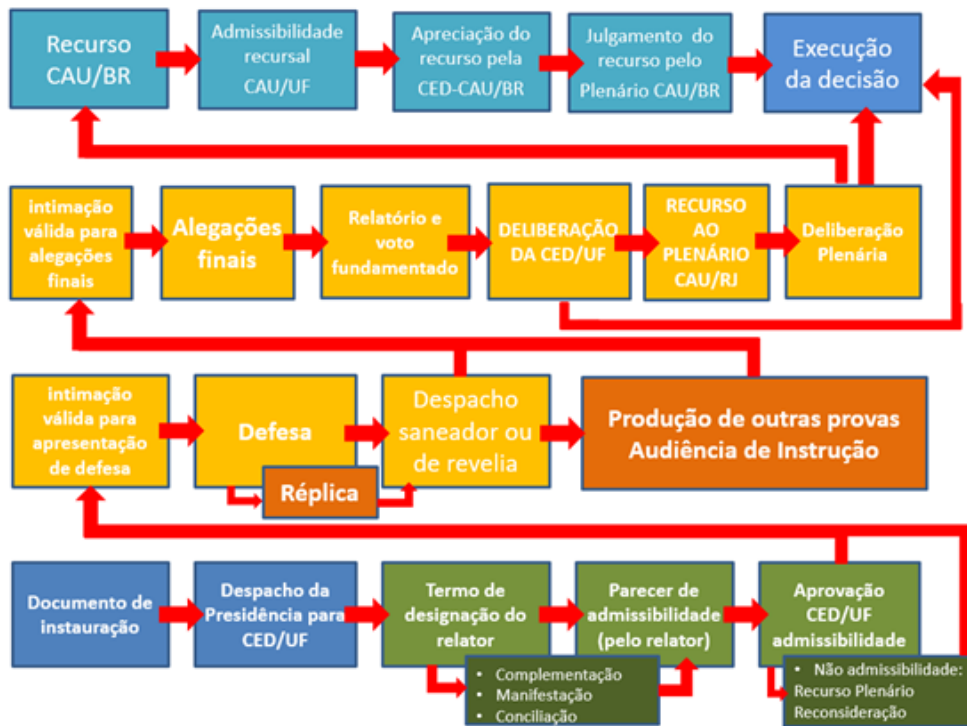 Recurso
CAU/BR
Admissibilidade
recursal
CAU/UF
Apreciação do
recurso pela
CED-CAU/BR
Julgamento do
recurso pelo
Plenário CAU/BR
Execução
da decisão
intimação
válida para
alegações
finais
Alegações
finais
Relatório e
voto
fundamentado
DELIBERAÇÃO
DA CED/UF
RECURSO
AO
PLENÁRIO
CAU/RJ
Deliberação
Plenária
intimação
válida para
apresentação
de defesa
Defesa
Réplica
Despacho
saneador ou
de revelia
Produção de outras provas
Audiência de Instrução
Documento de
instauração
Despacho da
Presidência para
CED/UF
Termo de
designação do
relator
• Complementação
• Manifestação
• Conciliação
Parecer de
admissibilidade
(pelo relator)
Aprovação
CED/UF
admissibilidade
• Não admissibilidade:
Recurso Plenário
Reconsideração